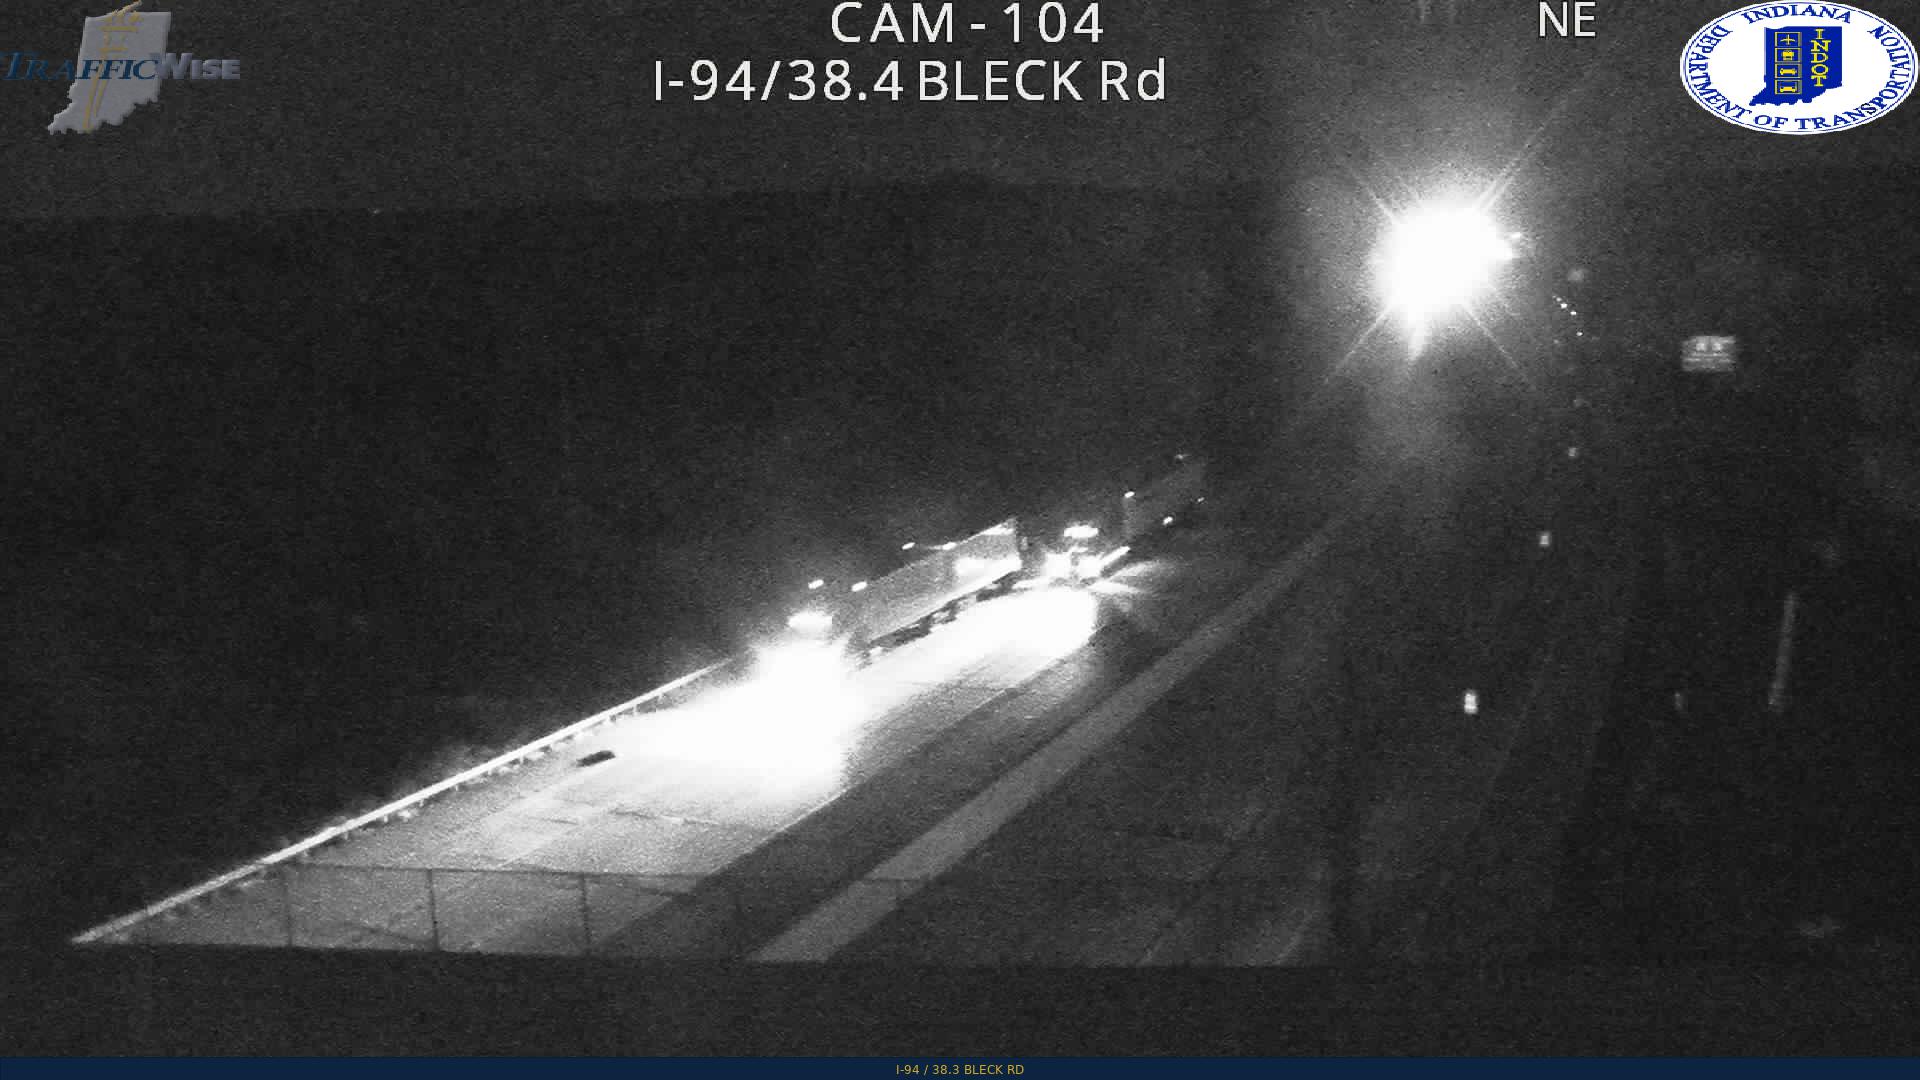 CAM-104
I-94/38.4 BLECK Rd
NE
TRAFFICWISE
INDIANA
DEPARTMENT OF TRANSPORTATION
INDOT
I-94 / 38.3 BLECK RD